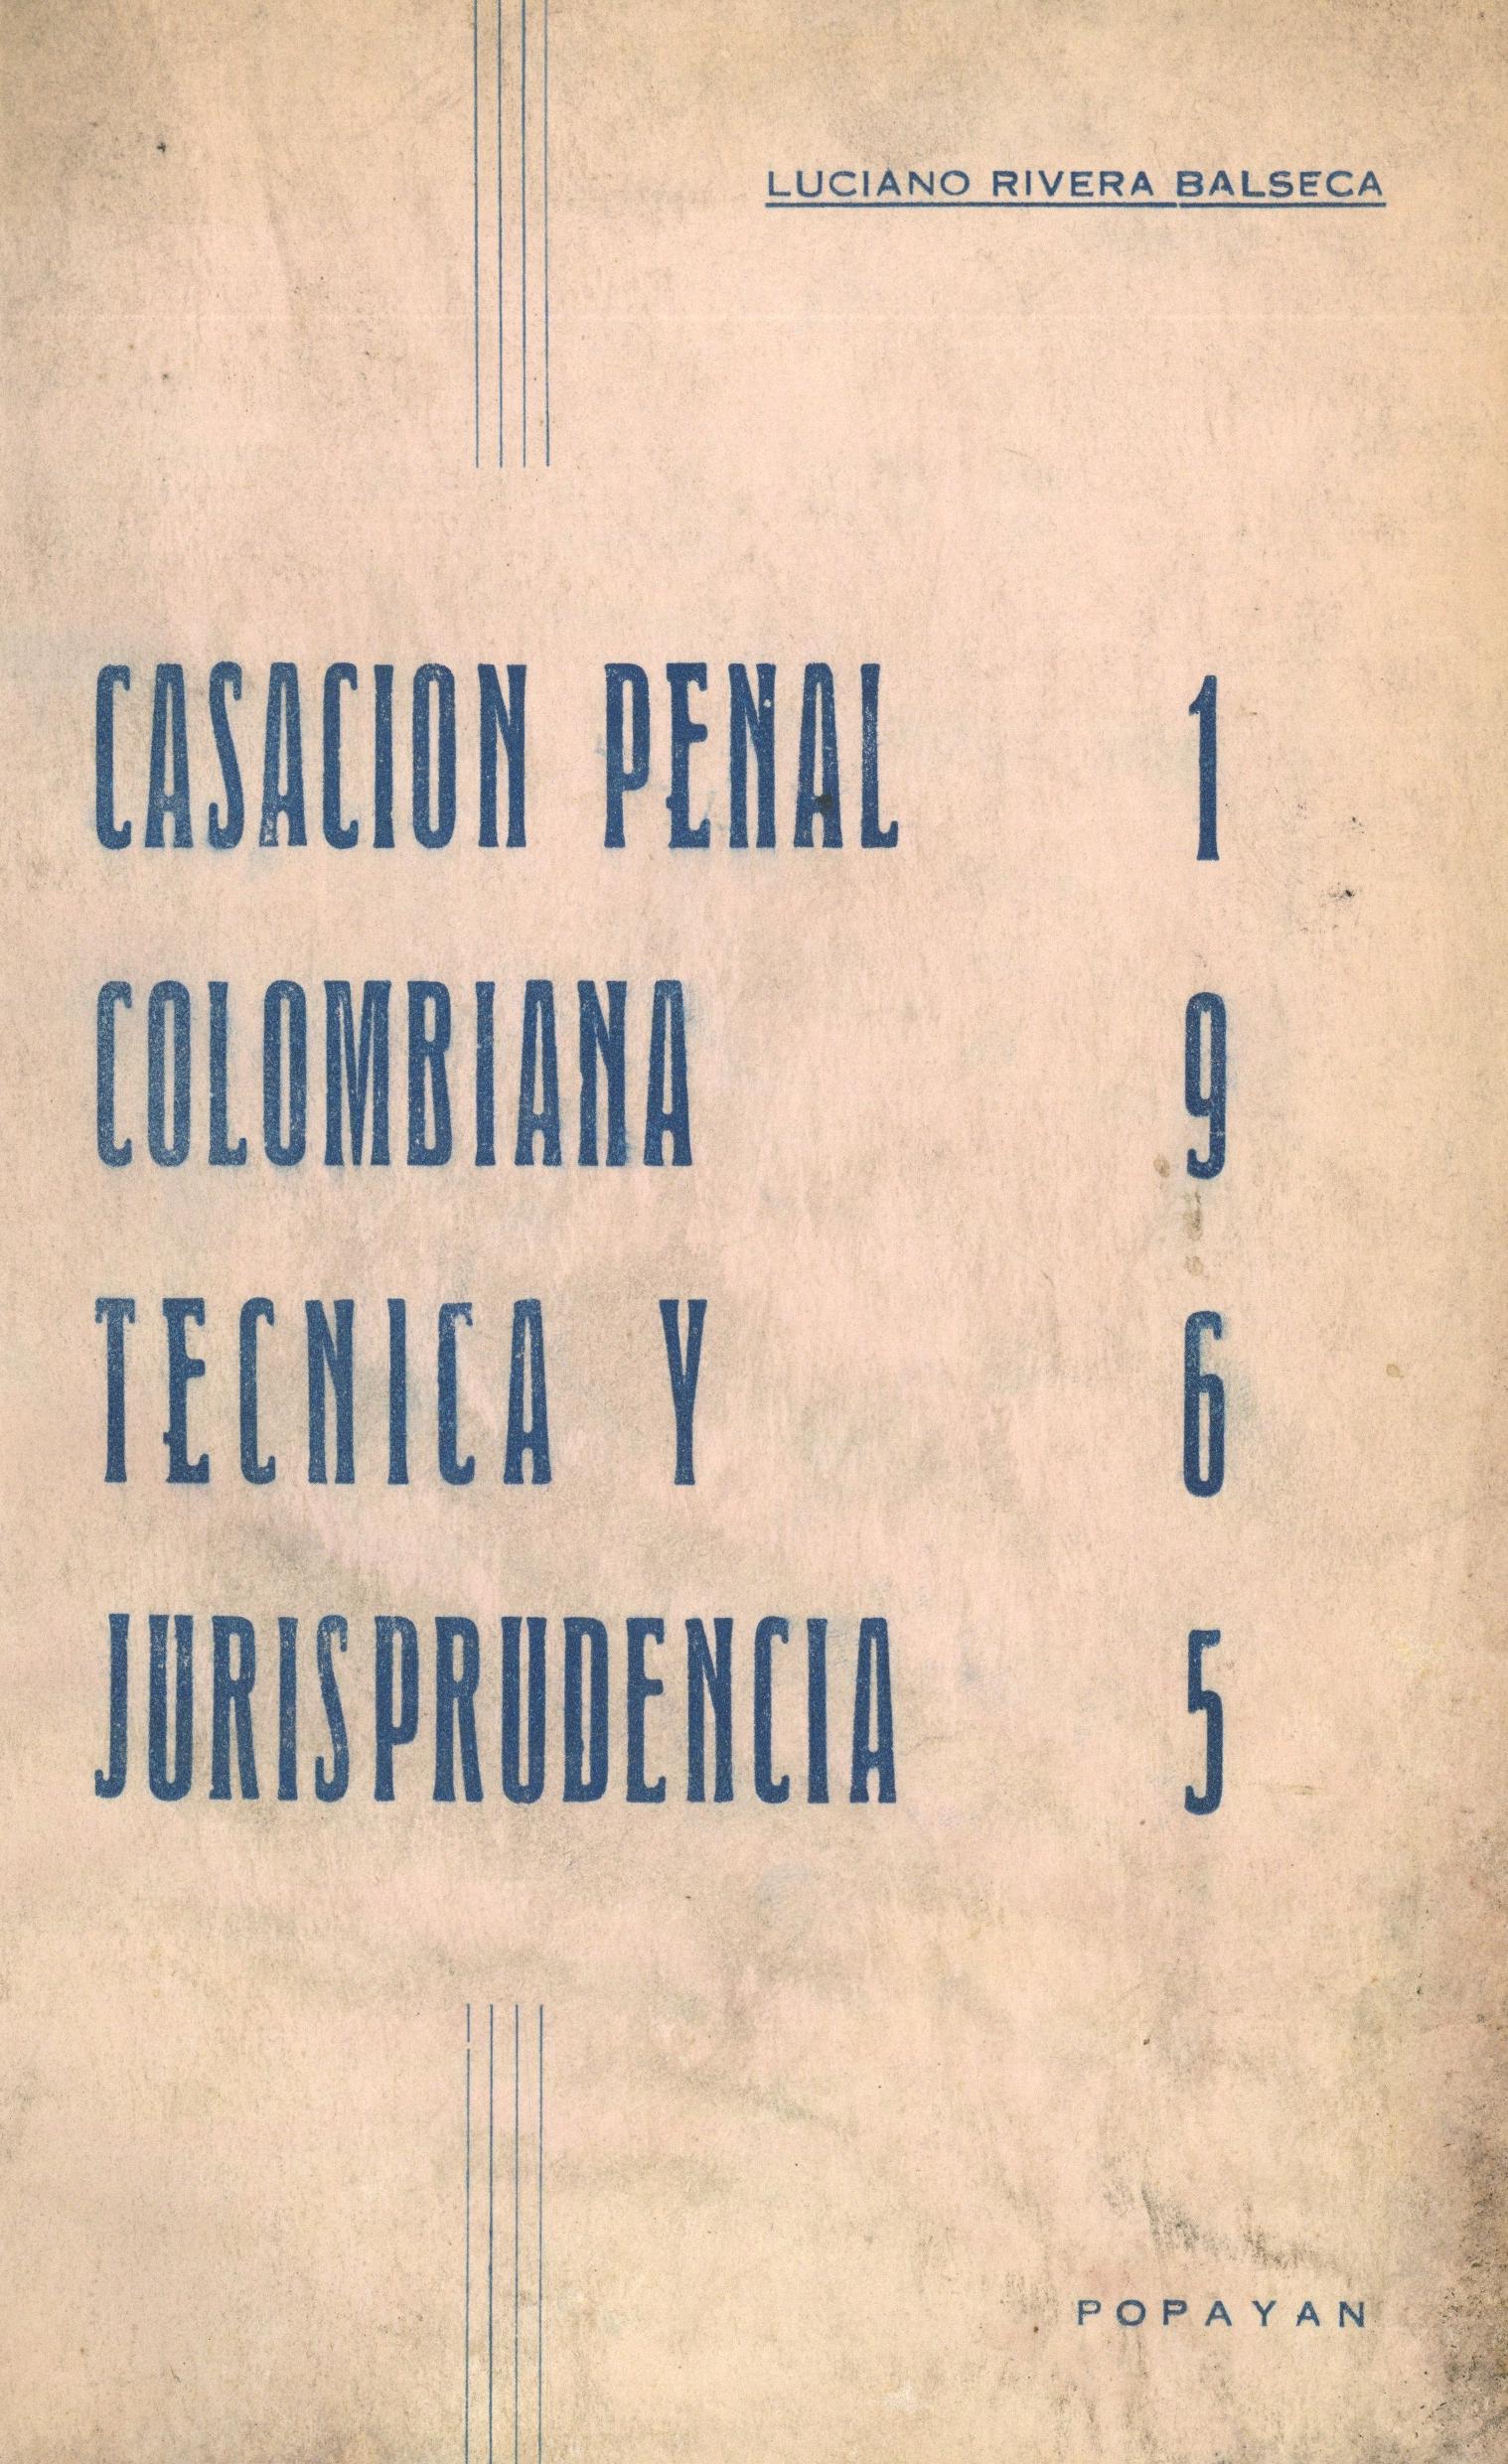 LUCIANO RIVERA BALSECA
CASACION PENAL
COLOMBIANA
TECNICA Y
JURISPRUDENCIA
1
9
6
5
POPAYAN